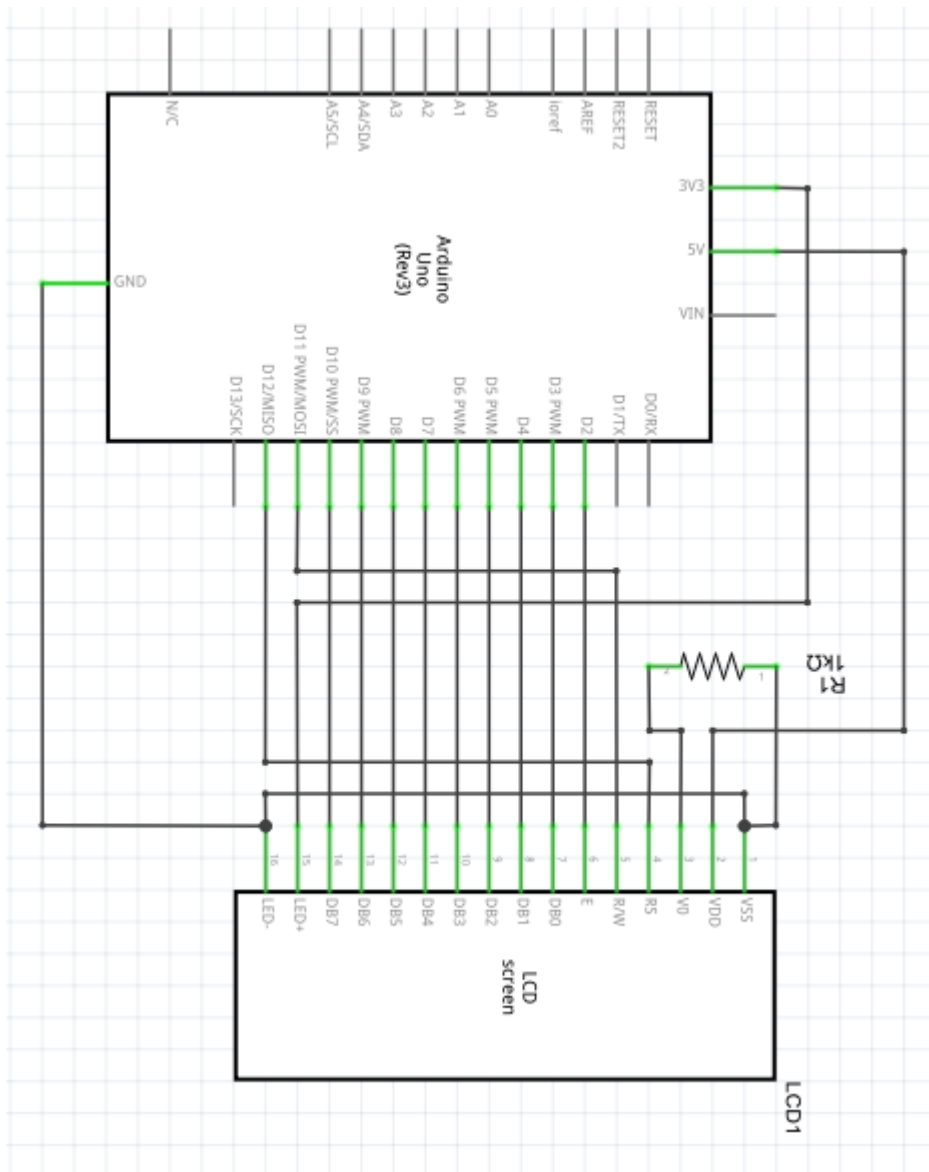 N/C
A5/SCL
A4/SDA
A3
A2
A1
A0
ioref
AREF
RESET2
RESET
3V3
5V
VIN
GND
Arduino
Uno
(Rev3)
D13/SCK
D12/MISO
D11 PWM/MOSI
D10 PWM/SS
D9 PWM
D8
D7
D6 PWM
D5 PWM
D4
D3 PWM
D2
D1/TX
D0/RX
R1
1kΩ
1
16
15
14
13
12
11
10
9
8
7
6
5
4
3
2
1
LED-
LED+
DB7
DB6
DB5
DB4
DB3
DB2
DB1
DB0
E
R/W
RS
V0
VDD
VSS
LCD
screen
LCD1